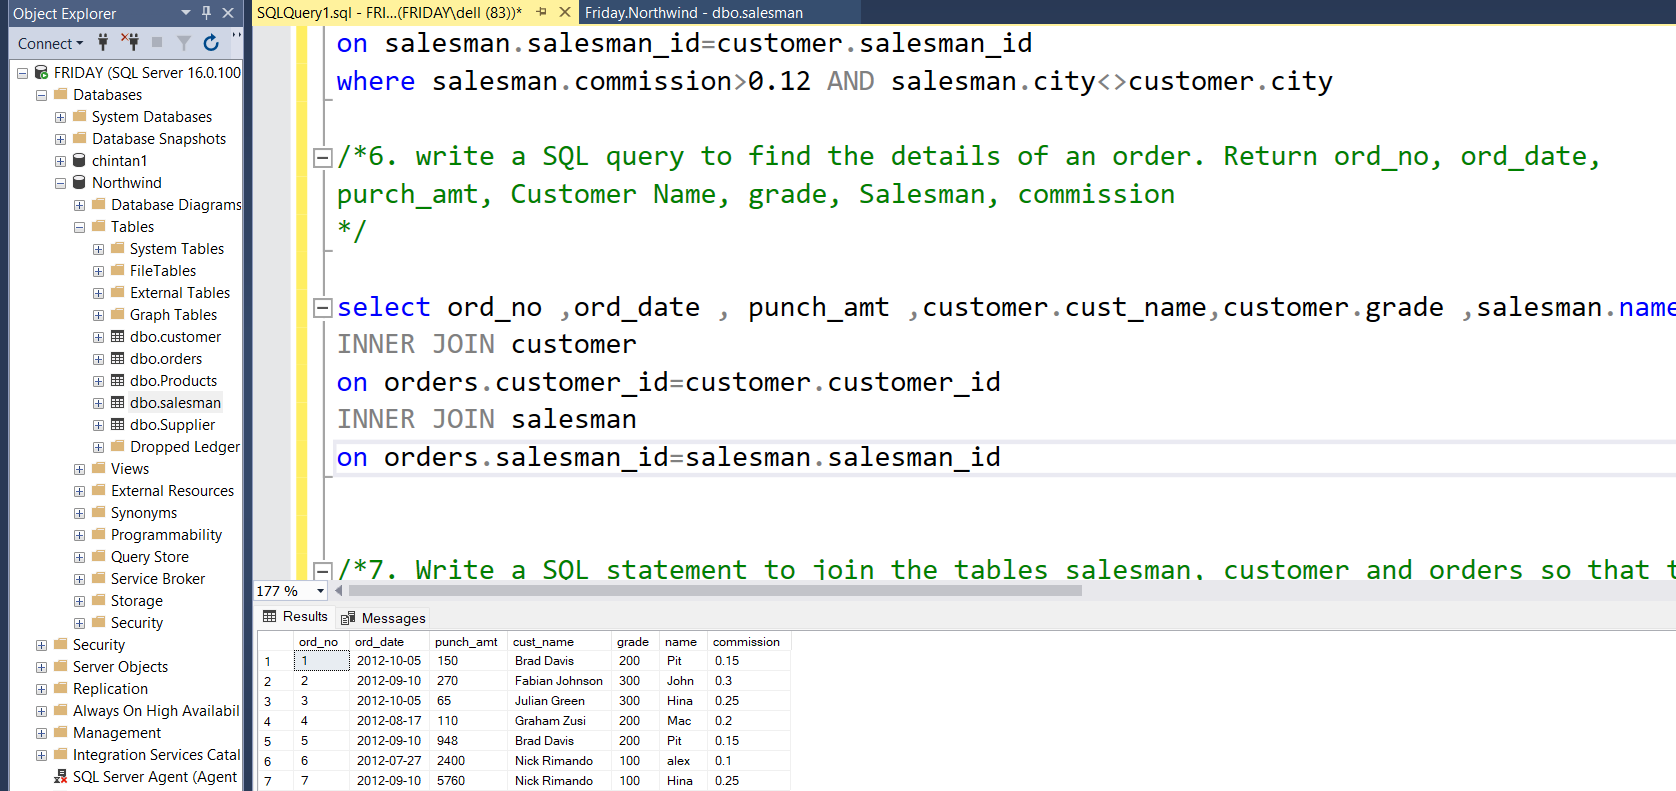 Object Explorer
Connect
FRIDAY (SQL Server 16.0.100
Databases
System Databases
Database Snapshots
chintan1
Northwind
Database Diagrams
Tables
System Tables
FileTables
External Tables
Graph Tables
dbo.customer
dbo.orders
dbo.Products
dbo.salesman
dbo.Supplier
Dropped Ledger
Views
External Resources
Synonyms
Programmability
Query Store
Service Broker
Storage
Security
Security
Server Objects
Replication
Always On High Availabil
Management
Integration Services Catal
SQL Server Agent (Agent
SQLQuery1.sql - FRI...(FRIDAY\dell (83))*
Friday.Northwind - dbo.salesman
on salesman.salesman_id=customer.salesman_id
where salesman.commission>0.12 AND salesman.city<>customer.city
/*6. write a SQL query to find the details of an order. Return ord_no, ord_date,
purch_amt, Customer Name, grade, Salesman, commission
*/
select ord_no ,ord_date , punch_amt ,customer.cust_name,customer.grade ,salesman.name
INNER JOIN customer
on orders.customer_id=customer.customer_id
INNER JOIN salesman
on orders.salesman_id=salesman.salesman_id
/*7. Write a SQL statement to join the tables salesman, customer and orders so that t
177 %
Results Messages
ord_no ord_date punch_amt cust_name grade name commission
1 1 2012-10-05 150 Brad Davis 200 Pit 0.15
2 2 2012-09-10 270 Fabian Johnson 300 John 0.3
3 3 2012-10-05 65 Julian Green 300 Hina 0.25
4 4 2012-08-17 110 Graham Zusi 200 Mac 0.2
5 5 2012-09-10 948 Brad Davis 200 Pit 0.15
6 6 2012-07-27 2400 Nick Rimando 100 alex 0.1
7 7 2012-09-10 5760 Nick Rimando 100 Hina 0.25